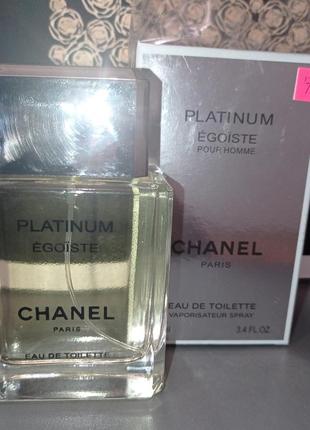 PLATINUM
ÉGOÏSTE
CHANEL
PARIS
EAU DE TOILETTE
PLATINUM
ÉGOÏSTE
POUR HOMME
CHANEL
PARIS
EAU DE TOILETTE
VAPORISATEUR SPRAY
3.4 FL.OZ.